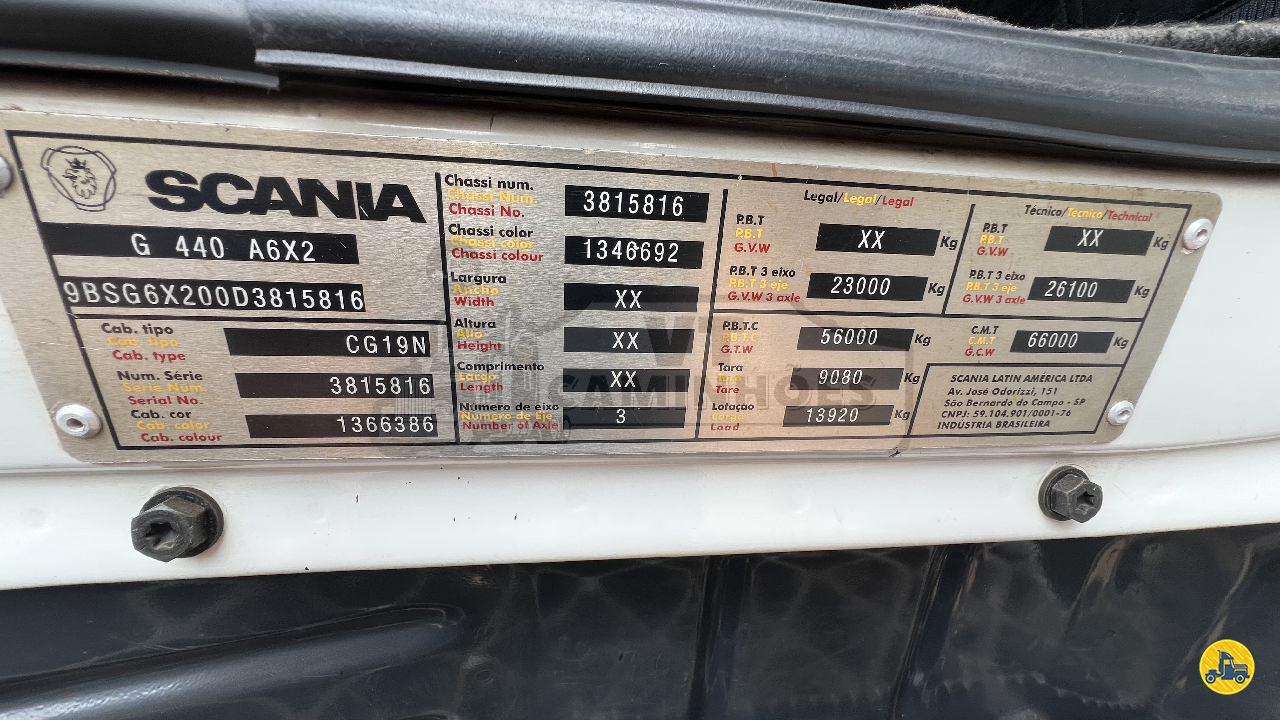 SCANIA
G 440 A6X2
9BSG6X200D3815816
Cab. tipo
Cab. tipo
Cab. type
CG19N
Num. Série
Serie Num.
Serial No.
3815816
Cab. cor
Cab. color
Cab. colour
1366386
Chassi num.
Chassi Num.
Chassi No.
3815816
Chassi color
Chassi color
Chassi colour
1346692
Largura
Ancho
Width
XX
Altura
Alto
Height
XX
Comprimento
Largo
Length
XX
Número de eixo
Numero de Eje
Number of Axle
3
Legal/Legal/Legal
P.B.T
P.B.T
G.V.W
XX Kg
P.B.T 3 eixo
P.B.T 3 eje
G.V.W 3 axle
23000 Kg
Técnico/Tecnico/Technical
P.B.T
P.B.T
G.V.W
XX Kg
P.B.T 3 eixo
P.B.T 3 eje
G.V.W 3 axle
26100 Kg
P.B.T.C
P.B.T.C
G.T.W
56000 Kg
C.M.T
C.M.T
G.C.W
66000 Kg
Tara
Tare
9080 Kg
Lotação
Load
13920 Kg
SCANIA LATIN AMÉRICA LTDA
Av. José Odorizzi, 151
São Bernardo do Campo - SP
CNPJ: 59.104.901/0001-76
INDÚSTRIA BRASILEIRA
CAMINHÕES